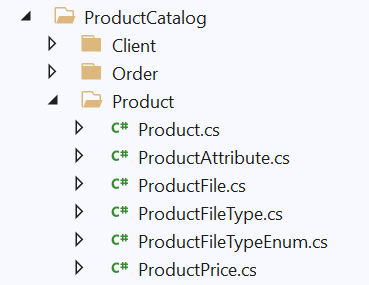 ProductCatalog
Client
Order
Product
C# Product.cs
C# ProductAttribute.cs
C# ProductFile.cs
C# ProductFileType.cs
C# ProductFileTypeEnum.cs
C# ProductPrice.cs